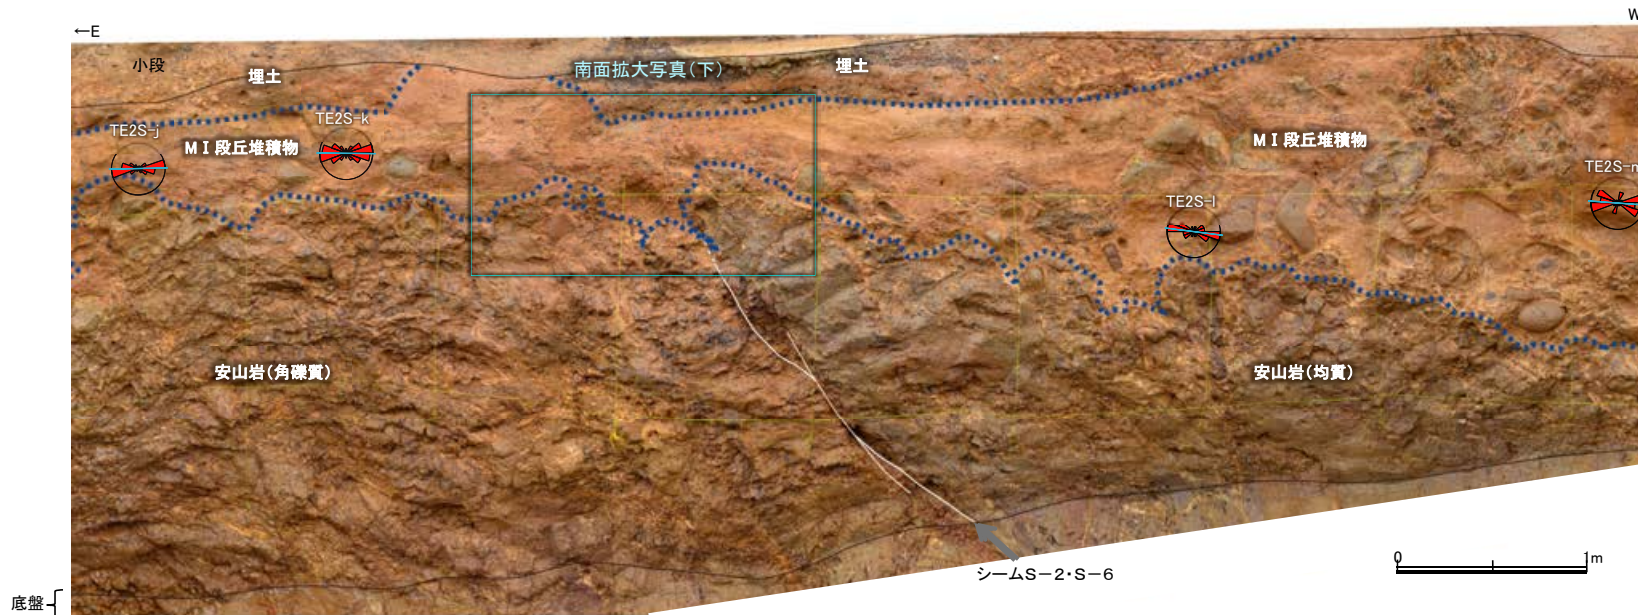 ←E
W
小段
埋土
南面拡大写真(下)
埋土
TE2S-j
TE2S-k
MⅠ段丘堆積物
MⅠ段丘堆積物
TE2S-l
安山岩(角礫質)
安山岩(均質)
0
1m
シームS-2・S-6
底盤